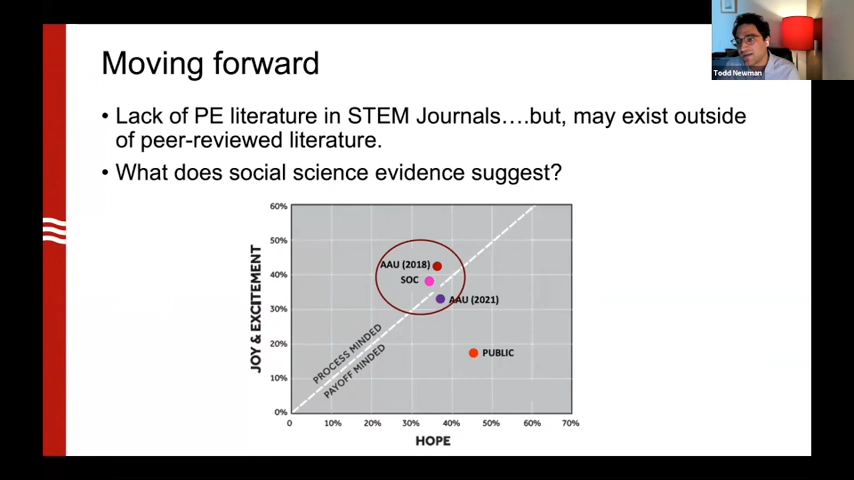 Todd Newman
Moving forward
• Lack of PE literature in STEM Journals....but, may exist outside
of peer-reviewed literature.
• What does social science evidence suggest?
JOY & EXCITEMENT
60%
50%
40%
30%
20%
10%
0%
AAU (2018)
SOC
AAU (2021)
PUBLIC
PROCESS MINDED
PAYOFF MINDED
0 10% 20% 30% 40% 50% 60% 70%
HOPE